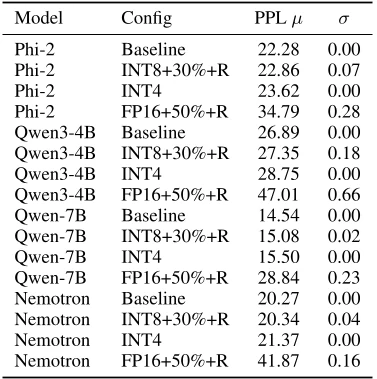 Model Config PPL μ σ
Phi-2 Baseline 22.28 0.00
Phi-2 INT8+30%+R 22.86 0.07
Phi-2 INT4 23.62 0.00
Phi-2 FP16+50%+R 34.79 0.28
Qwen3-4B Baseline 26.89 0.00
Qwen3-4B INT8+30%+R 27.35 0.18
Qwen3-4B INT4 28.75 0.00
Qwen3-4B FP16+50%+R 47.01 0.66
Qwen-7B Baseline 14.54 0.00
Qwen-7B INT8+30%+R 15.08 0.02
Qwen-7B INT4 15.50 0.00
Qwen-7B FP16+50%+R 28.84 0.23
Nemotron Baseline 20.27 0.00
Nemotron INT8+30%+R 20.34 0.04
Nemotron INT4 21.37 0.00
Nemotron FP16+50%+R 41.87 0.16